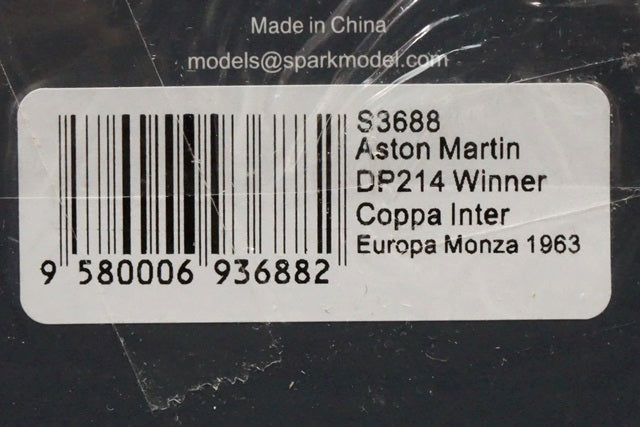 Made in China
models@sparkmodel.com
S3688
Aston Martin
DP214 Winner
Coppa Inter
Europa Monza 1963
9 580006 936882